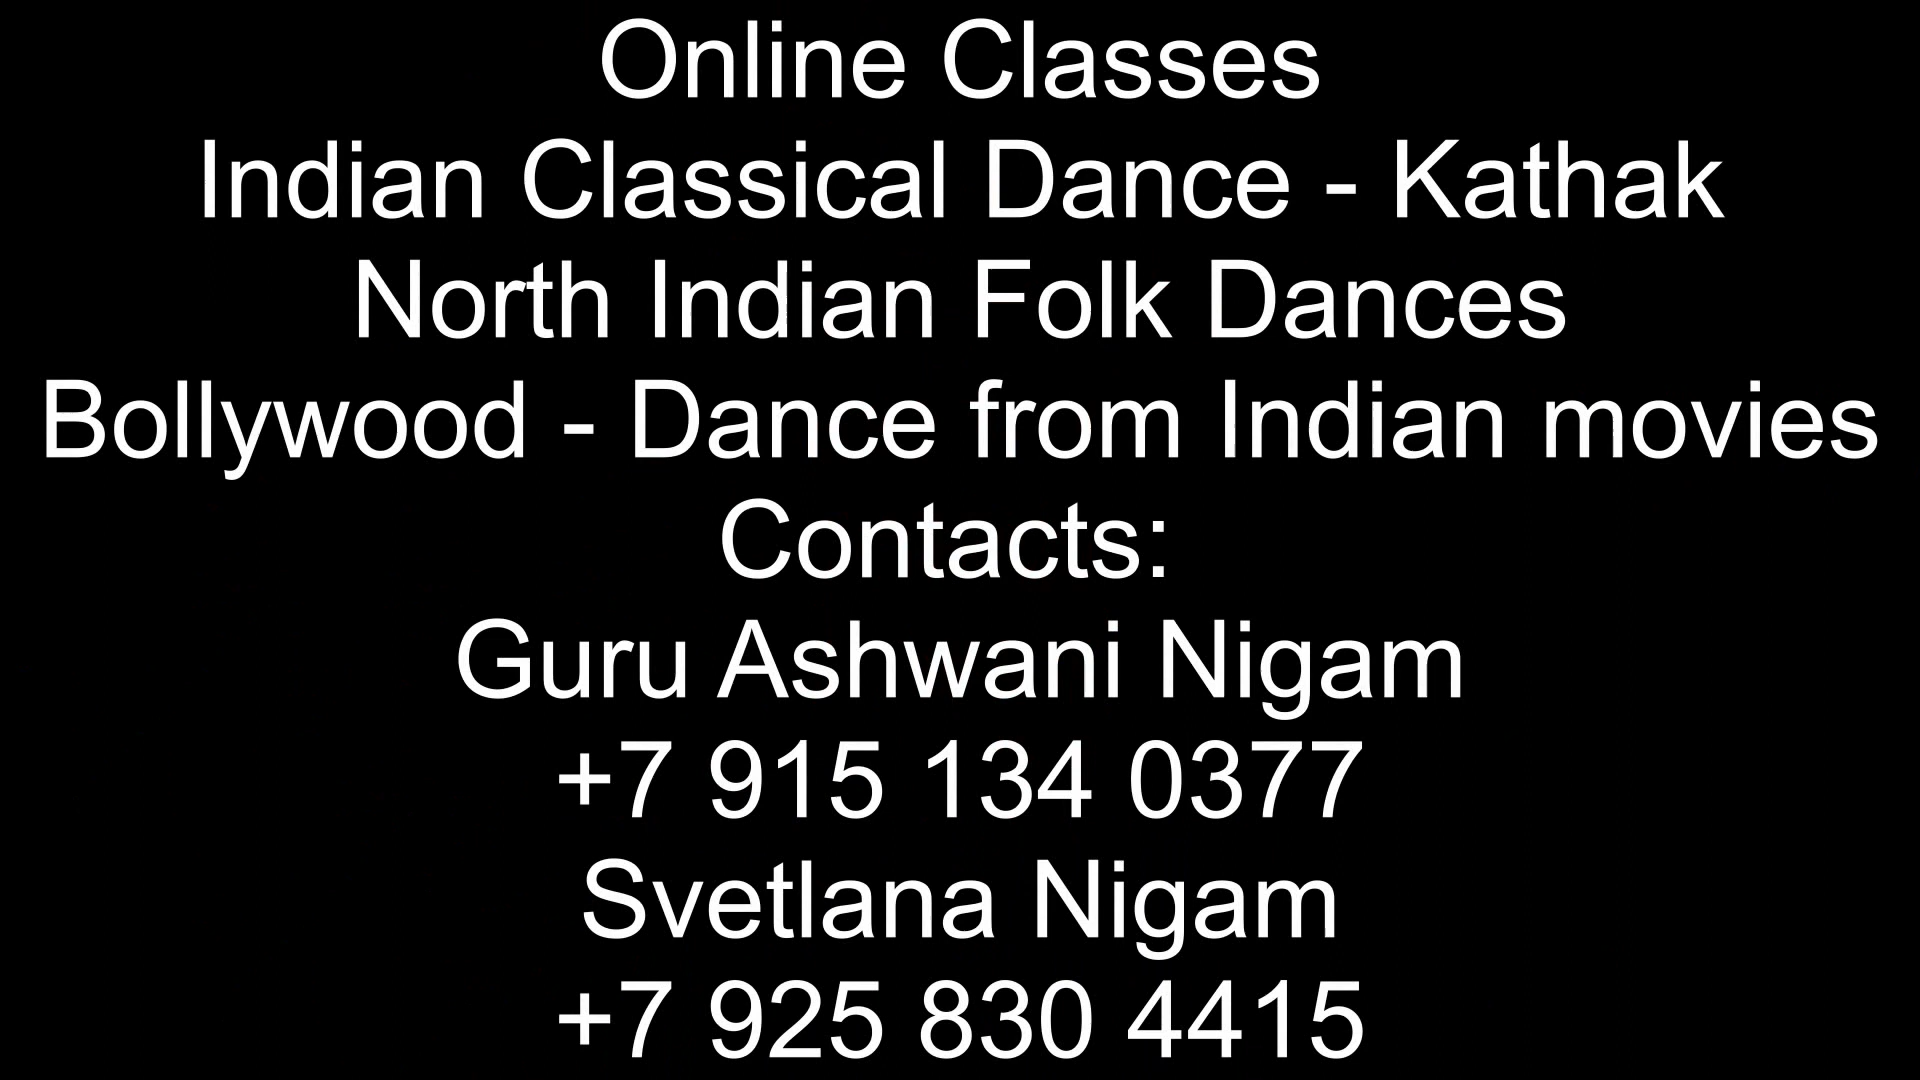 Online Classes
Indian Classical Dance - Kathak
North Indian Folk Dances
Bollywood - Dance from Indian movies
Contacts:
Guru Ashwani Nigam
+7 915 134 0377
Svetlana Nigam
+7 925 830 4415